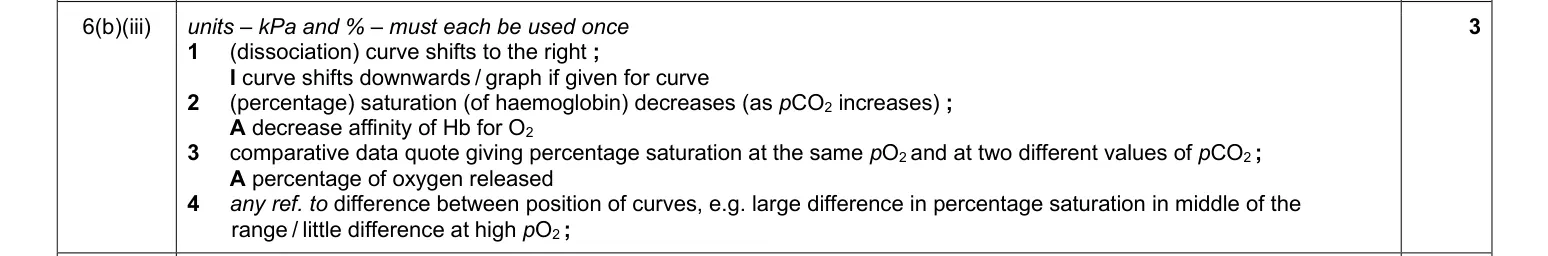 6(b)(iii) units – kPa and % – must each be used once 3
1 (dissociation) curve shifts to the right ;
I curve shifts downwards / graph if given for curve
2 (percentage) saturation (of haemoglobin) decreases (as pCO₂ increases) ;
A decrease affinity of Hb for O₂
3 comparative data quote giving percentage saturation at the same pO₂ and at two different values of pCO₂ ;
A percentage of oxygen released
4 any ref. to difference between position of curves, e.g. large difference in percentage saturation in middle of the
range / little difference at high pO₂ ;